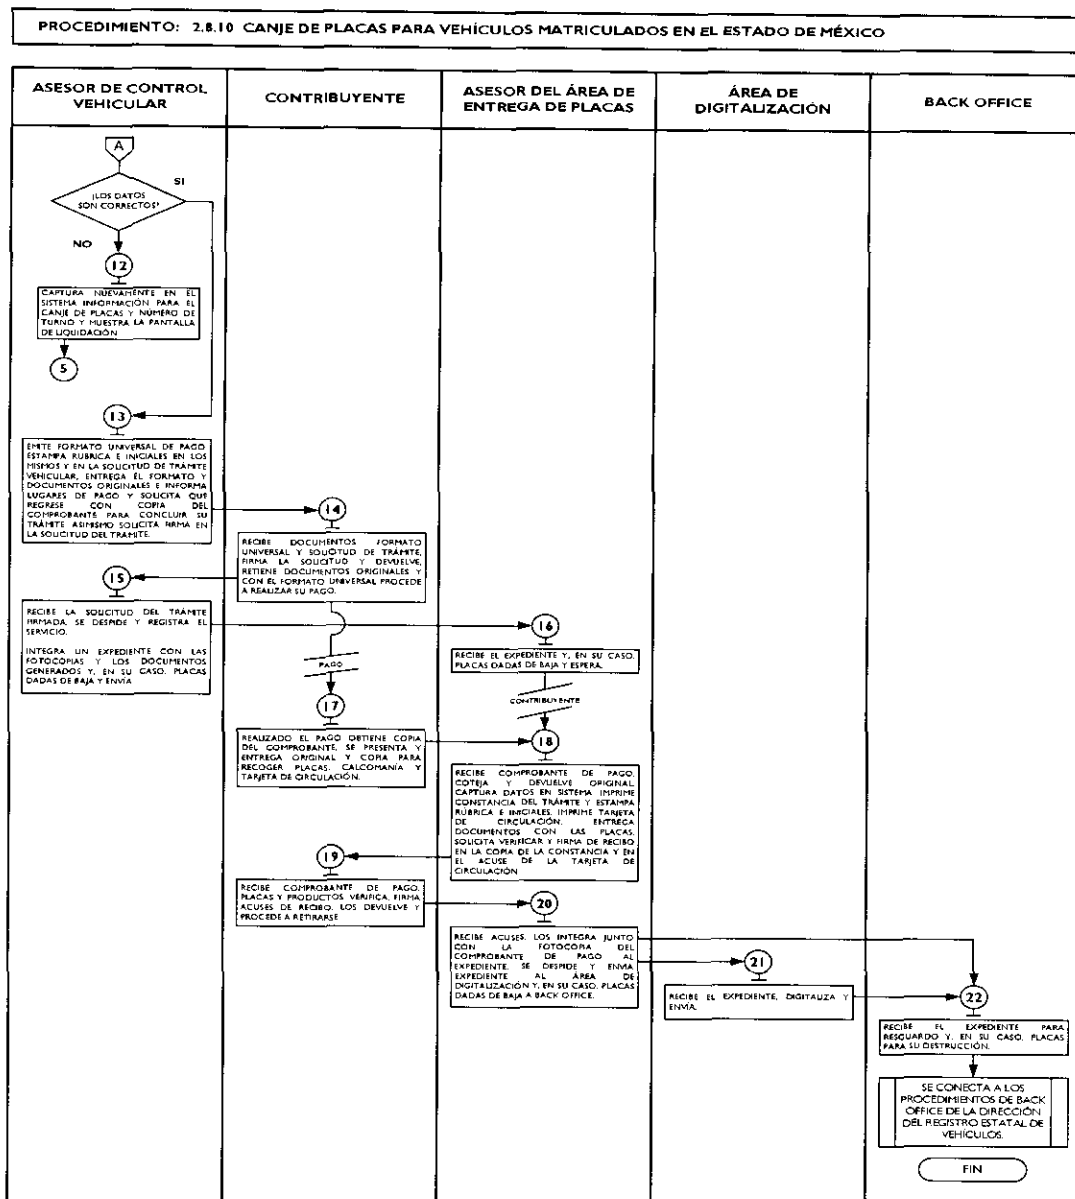 PROCEDIMIENTO: 2.8.10 CANJE DE PLACAS PARA VEHÍCULOS MATRICULADOS EN EL ESTADO DE MÉXICO
ASESOR DE CONTROL
VEHICULAR
CONTRIBUYENTE
ASESOR DEL ÁREA DE
ENTREGA DE PLACAS
ÁREA DE
DIGITALIZACIÓN
BACK OFFICE
A
¿LOS DATOS
SON CORRECTOS?
SI
NO
12
CAPTURA NUEVAMENTE EN EL
SISTEMA INFORMACIÓN PARA EL
CANJE DE PLACAS Y NÚMERO DE
TURNO Y MUESTRA LA PANTALLA
DE LIQUIDACIÓN
5
13
EMITE FORMATO UNIVERSAL DE PAGO
ESTAMPA RUBRICA E INICIALES EN LOS
MISMOS Y EN LA SOLICITUD DE TRÁMITE
VEHICULAR, ENTREGA EL FORMATO Y
DOCUMENTOS ORIGINALES E INFORMA
LUGARES DE PAGO Y SOLICITA QUE
REGRESE CON COPIA DEL
COMPROBANTE PARA CONCLUIR SU
TRÁMITE ASIMISMO SOLICITA FIRMA EN
LA SOLICITUD DEL TRAMITE.
14
RECIBE DOCUMENTOS FORMATO
UNIVERSAL Y SOLICITUD DE TRÁMITE,
FIRMA LA SOLICITUD Y DEVUELVE,
RETIENE DOCUMENTOS ORIGINALES Y
CON EL FORMATO UNIVERSAL PROCEDE
A REALIZAR SU PAGO.
15
RECIBE LA SOLICITUD DEL TRÁMITE
FIRMADA, SE DESPIDE Y REGISTRA EL
SERVICIO.
INTEGRA UN EXPEDIENTE CON LAS
FOTOCOPIAS Y LOS DOCUMENTOS
GENERADOS Y, EN SU CASO, PLACAS
DADAS DE BAJA Y ENVÍA
16
RECIBE EL EXPEDIENTE Y, EN SU CASO,
PLACAS DADAS DE BAJA Y ESPERA.
PAGO
CONTRIBUYENTE
17
REALIZADO EL PAGO OBTIENE COPIA
DEL COMPROBANTE, SE PRESENTA Y
ENTREGA ORIGINAL Y COPIA PARA
RECOGER PLACAS, CALCOMANÍA Y
TARJETA DE CIRCULACIÓN.
18
RECIBE COMPROBANTE DE PAGO,
COTEJA Y DEVUELVE ORIGINAL,
CAPTURA DATOS EN SISTEMA IMPRIME
CONSTANCIA DEL TRÁMITE Y ESTAMPA
RÚBRICA E INICIALES, IMPRIME TARJETA
DE CIRCULACIÓN, ENTREGA
DOCUMENTOS CON LAS PLACAS,
SOLICITA VERIFICAR Y FIRMA DE RECIBO
EN LA COPIA DE LA CONSTANCIA Y EN
EL ACUSE DE LA TARJETA DE
CIRCULACIÓN
19
RECIBE COMPROBANTE DE PAGO,
PLACAS Y PRODUCTOS VERIFICA, FIRMA
ACUSES DE RECIBO, LOS DEVUELVE Y
PROCEDE A RETIRARSE
20
RECIBE ACUSES, LOS INTEGRA JUNTO
CON LA FOTOCOPIA DEL
COMPROBANTE DE PAGO AL
EXPEDIENTE, SE DESPIDE Y ENVIA
EXPEDIENTE AL ÁREA DE
DIGITALIZACIÓN Y, EN SU CASO, PLACAS
DADAS DE BAJA A BACK OFFICE.
21
RECIBE EL EXPEDIENTE, DIGITALIZA Y
ENVÍA.
22
RECIBE EL EXPEDIENTE PARA
RESGUARDO Y, EN SU CASO, PLACAS
PARA SU DESTRUCCIÓN.
SE CONECTA A LOS
PROCEDIMIENTOS DE BACK
OFFICE DE LA DIRECCIÓN
DEL REGISTRO ESTATAL DE
VEHÍCULOS.
FIN